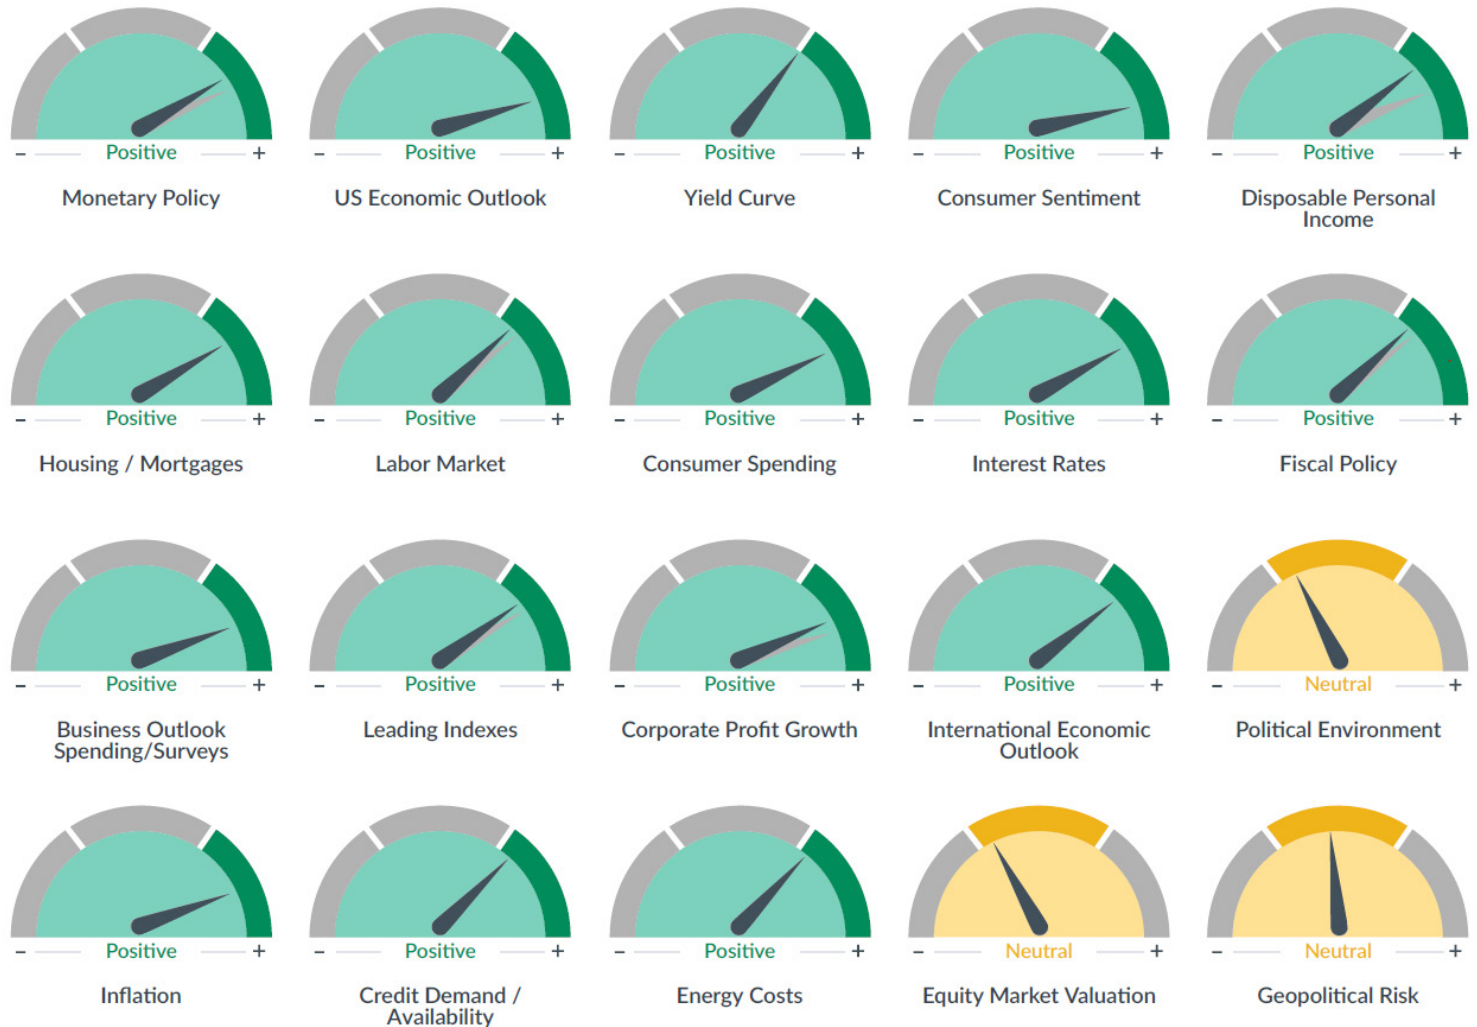 - Positive +
Monetary Policy
- Positive +
US Economic Outlook
- Positive +
Yield Curve
- Positive +
Consumer Sentiment
- Positive +
Disposable Personal
Income
- Positive +
Housing / Mortgages
- Positive +
Labor Market
- Positive +
Consumer Spending
- Positive +
Interest Rates
- Positive +
Fiscal Policy
- Positive +
Business Outlook
Spending/Surveys
- Positive +
Leading Indexes
- Positive +
Corporate Profit Growth
- Positive +
International Economic
Outlook
- Neutral +
Political Environment
- Positive +
Inflation
- Positive +
Credit Demand /
Availability
- Positive +
Energy Costs
- Neutral +
Equity Market Valuation
- Neutral +
Geopolitical Risk